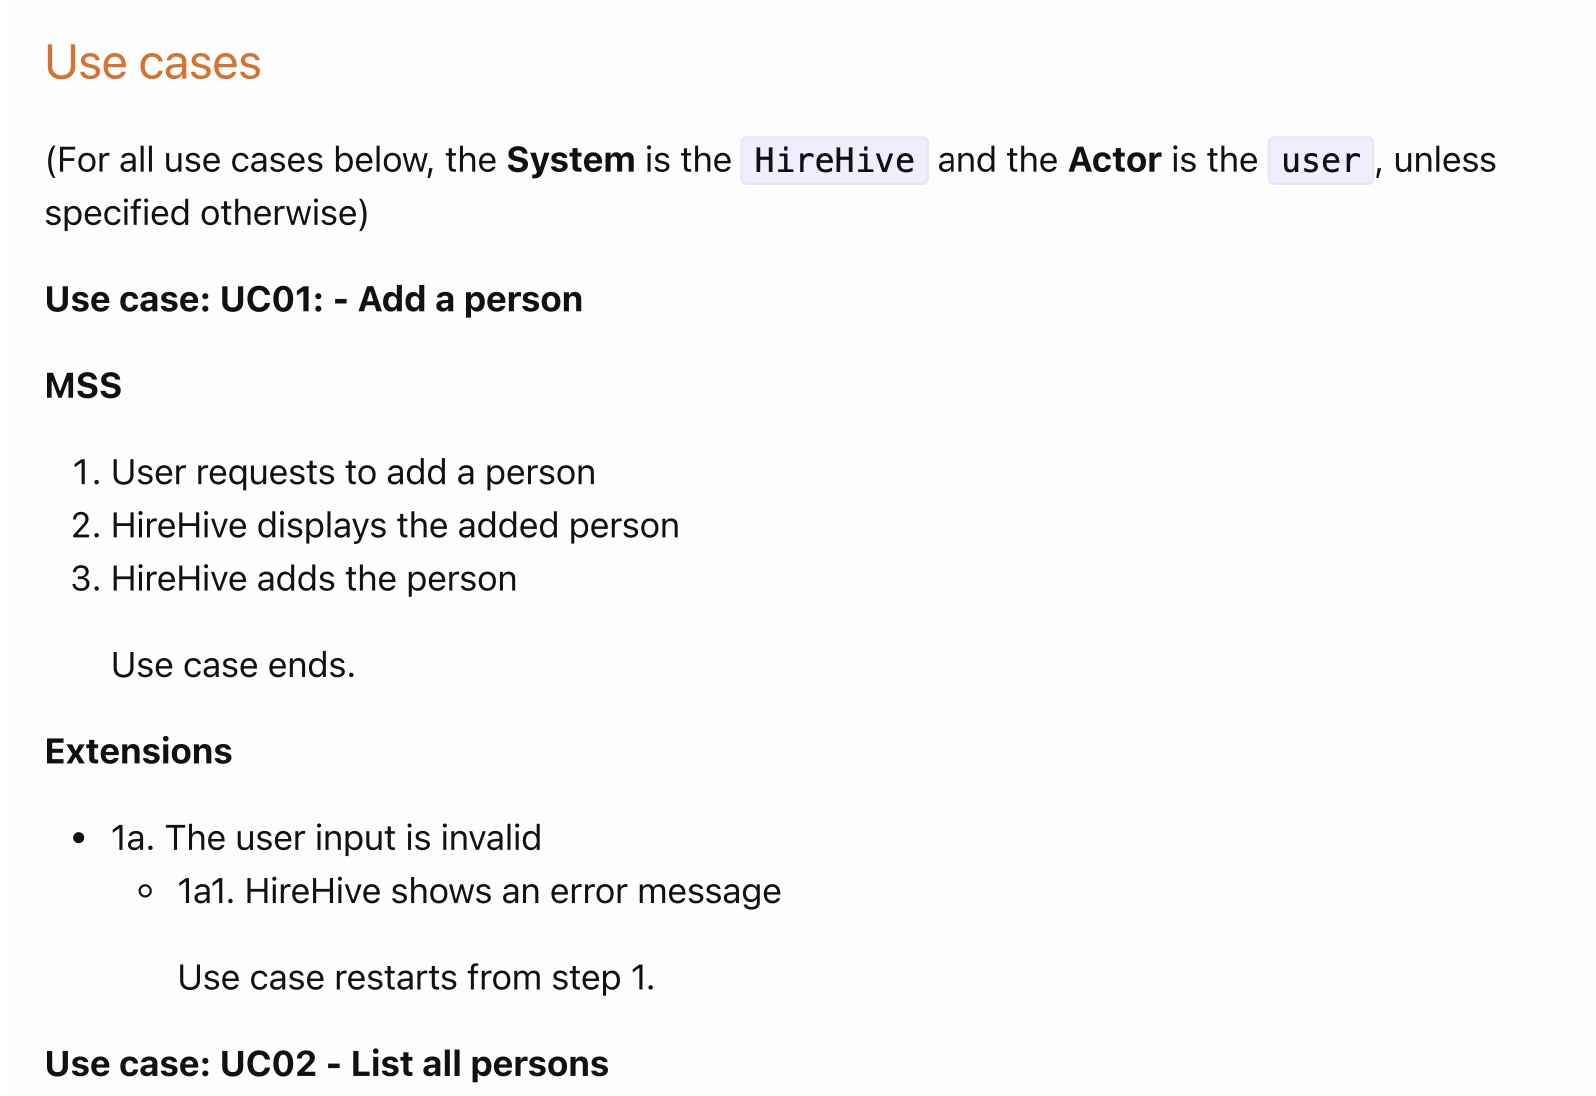 Use cases
(For all use cases below, the System is the HireHive and the Actor is the user, unless
specified otherwise)
Use case: UC01: - Add a person
MSS
1. User requests to add a person
2. HireHive displays the added person
3. HireHive adds the person
Use case ends.
Extensions
• 1a. The user input is invalid
◦ 1a1. HireHive shows an error message
Use case restarts from step 1.
Use case: UC02 - List all persons